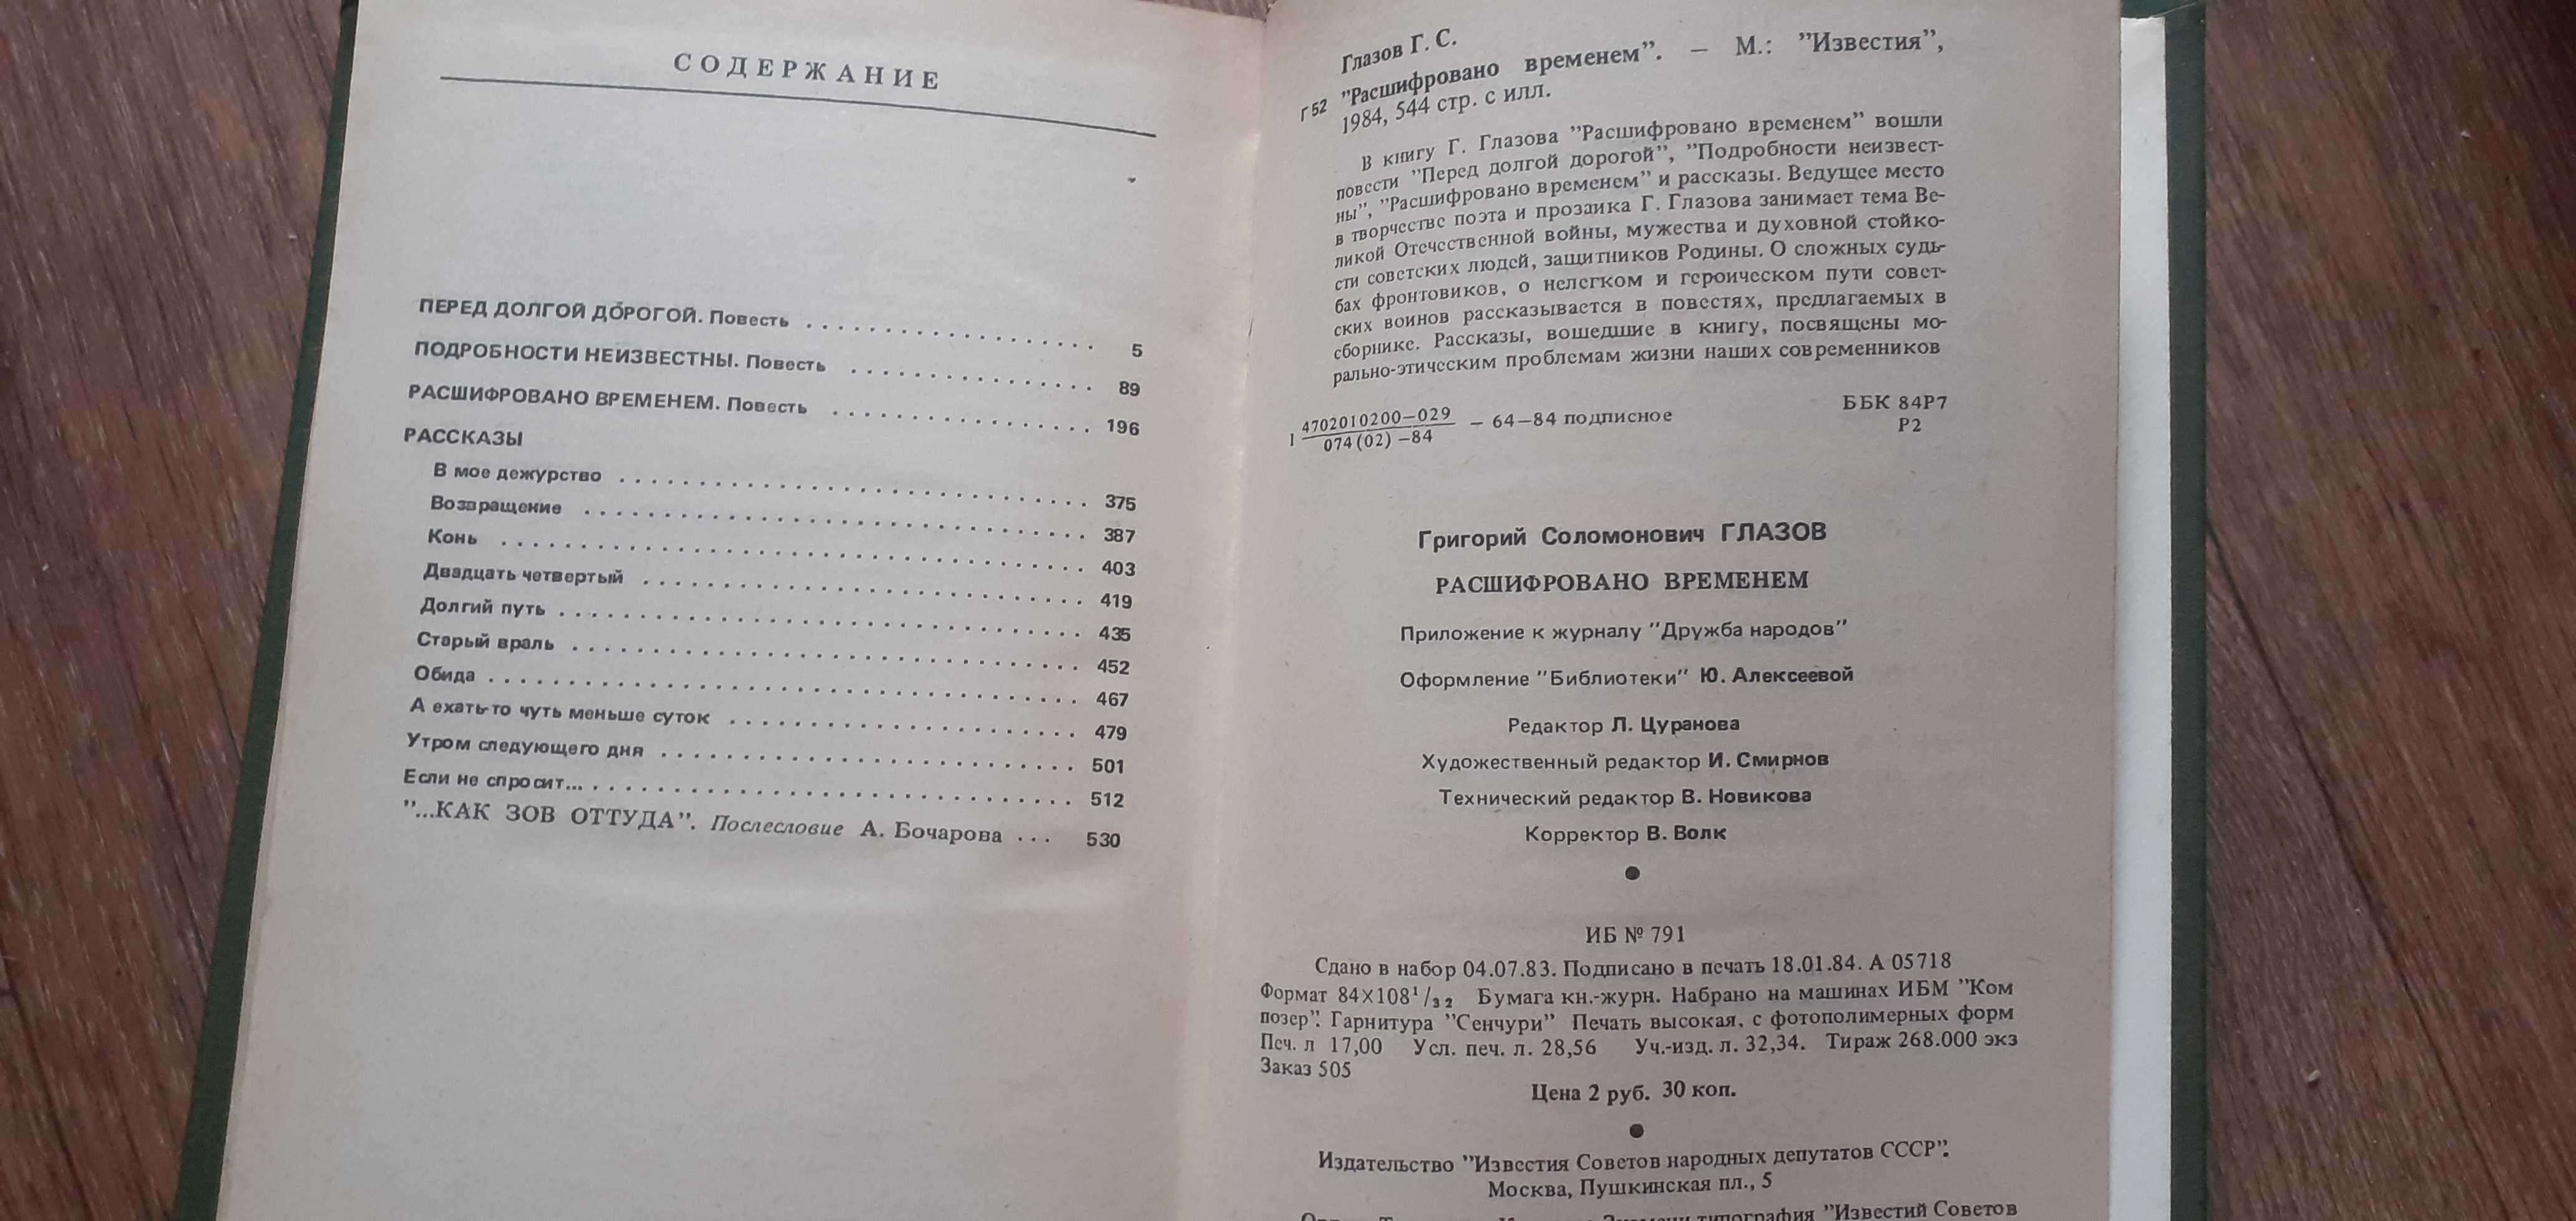 СОДЕРЖАНИЕ
ПЕРЕД ДОЛГОЙ ДОРОГОЙ. Повесть . . . . . . . . . . . . . . . . . . . 5
ПОДРОБНОСТИ НЕИЗВЕСТНЫ. Повесть . . . . . . . . . . . . . . . . 89
РАСШИФРОВАНО ВРЕМЕНЕМ. Повесть . . . . . . . . . . . . . . . . . 196
РАССКАЗЫ
В мое дежурство . . . . . . . . . . . . . . . . . . . . . . . . . . . . . . 375
Возвращение . . . . . . . . . . . . . . . . . . . . . . . . . . . . . . . . 387
Конь . . . . . . . . . . . . . . . . . . . . . . . . . . . . . . . . . . . . . . 403
Двадцать четвертый . . . . . . . . . . . . . . . . . . . . . . . . . . . . 419
Долгий путь . . . . . . . . . . . . . . . . . . . . . . . . . . . . . . . . . 435
Старый враль . . . . . . . . . . . . . . . . . . . . . . . . . . . . . . . . 452
Обида . . . . . . . . . . . . . . . . . . . . . . . . . . . . . . . . . . . . . 467
А ехать-то чуть меньше суток . . . . . . . . . . . . . . . . . . . . . . 479
Утром следующего дня . . . . . . . . . . . . . . . . . . . . . . . . . . 501
Если не спросит... . . . . . . . . . . . . . . . . . . . . . . . . . . . . . . 512
"...КАК ЗОВ ОТТУДА". Послесловие А. Бочарова . . . 530
Глазов Г. С.
Г 52 "Расшифровано временем". — М.: "Известия",
1984, 544 стр. с илл.
В книгу Г. Глазова "Расшифровано временем" вошли
повести "Перед долгой дорогой", "Подробности неизвест-
ны", "Расшифровано временем" и рассказы. Ведущее место
в творчестве поэта и прозаика Г. Глазова занимает тема Ве-
ликой Отечественной войны, мужества и духовной стойко-
сти советских людей, защитников Родины. О сложных судь-
бах фронтовиков, о нелегком и героическом пути совет-
ских воинов рассказывается в повестях, предлагаемых в
сборнике. Рассказы, вошедшие в книгу, посвящены мо-
рально-этическим проблемам жизни наших современников
1 4702010200—029
074(02)—84 — 64—84 подписное
ББК 84Р7
Р2
Григорий Соломонович ГЛАЗОВ
РАСШИФРОВАНО ВРЕМЕНЕМ
Приложение к журналу "Дружба народов"
Оформление "Библиотеки" Ю. Алексеевой
Редактор Л. Цуранова
Художественный редактор И. Смирнов
Технический редактор В. Новикова
Корректор В. Волк
ИБ № 791
Сдано в набор 04.07.83. Подписано в печать 18.01.84. А 05718
Формат 84×108¹/₃₂ Бумага кн.-журн. Набрано на машинах ИБМ "Ком
позер". Гарнитура "Сенчури" Печать высокая, с фотополимерных форм
Печ. л 17,00 Усл. печ. л. 28,56 Уч.-изд. л. 32,34. Тираж 268.000 экз
Заказ 505
Цена 2 руб. 30 коп.
Издательство "Известия Советов народных депутатов СССР".
Москва, Пушкинская пл., 5
типография "Известий Советов